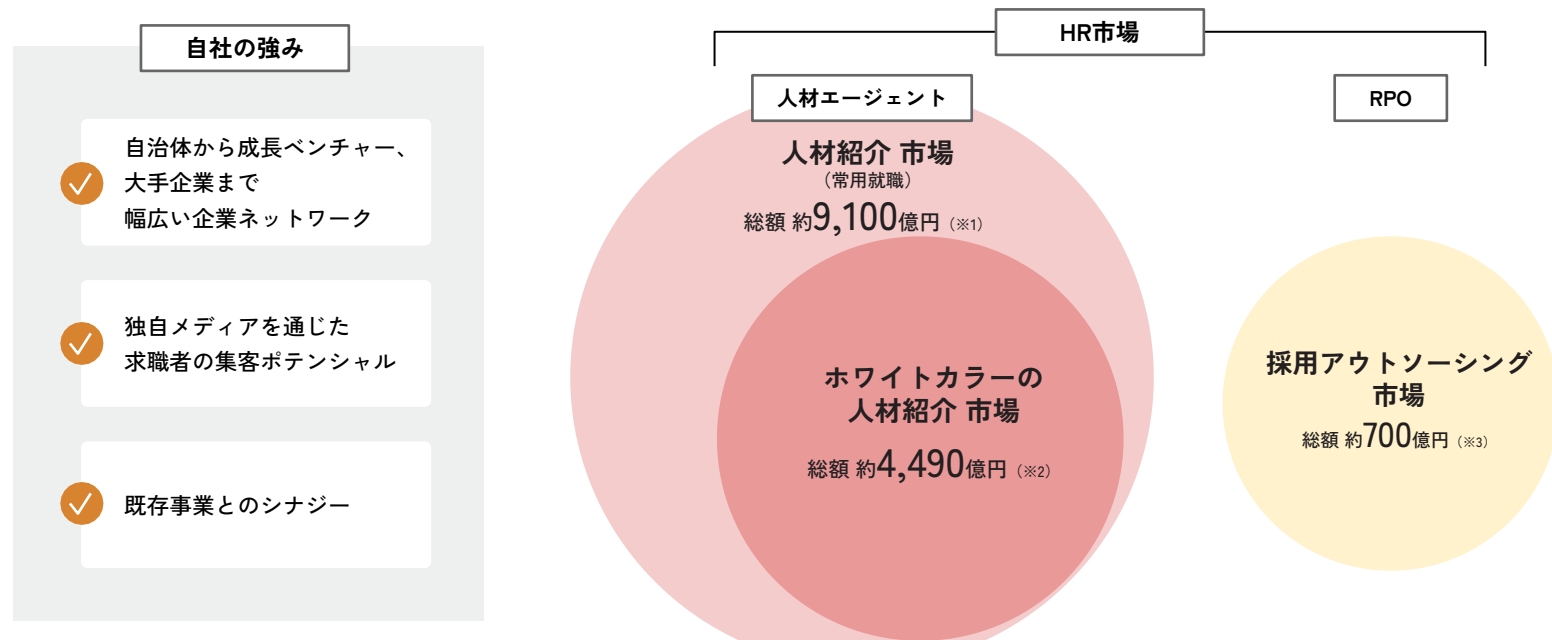 自社の強み
自治体から成長ベンチャー、
大手企業まで
幅広い企業ネットワーク
独自メディアを通じた
求職者の集客ポテンシャル
既存事業とのシナジー
HR市場
人材エージェント
人材紹介 市場
（常用就職）
総額 約9,100億円（※1）
ホワイトカラーの
人材紹介 市場
総額 約4,490億円（※2）
RPO
採用アウトソーシング
市場
総額 約700億円（※3）